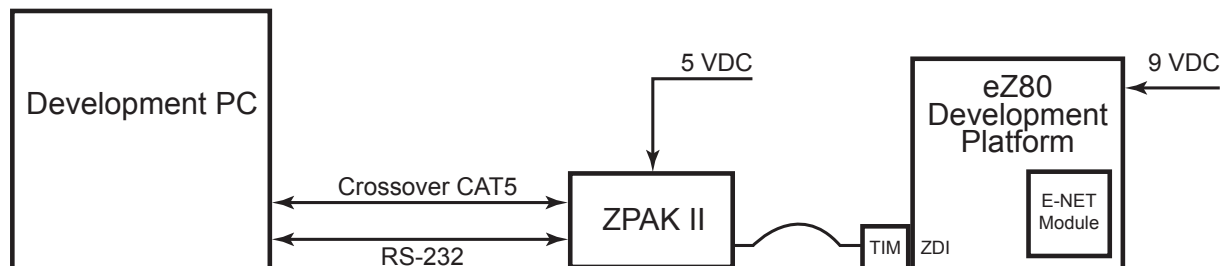 Development PC
Crossover CAT5
RS-232
5 VDC
ZPAK II
TIM
ZDI
eZ80
Development
Platform
E-NET
Module
9 VDC